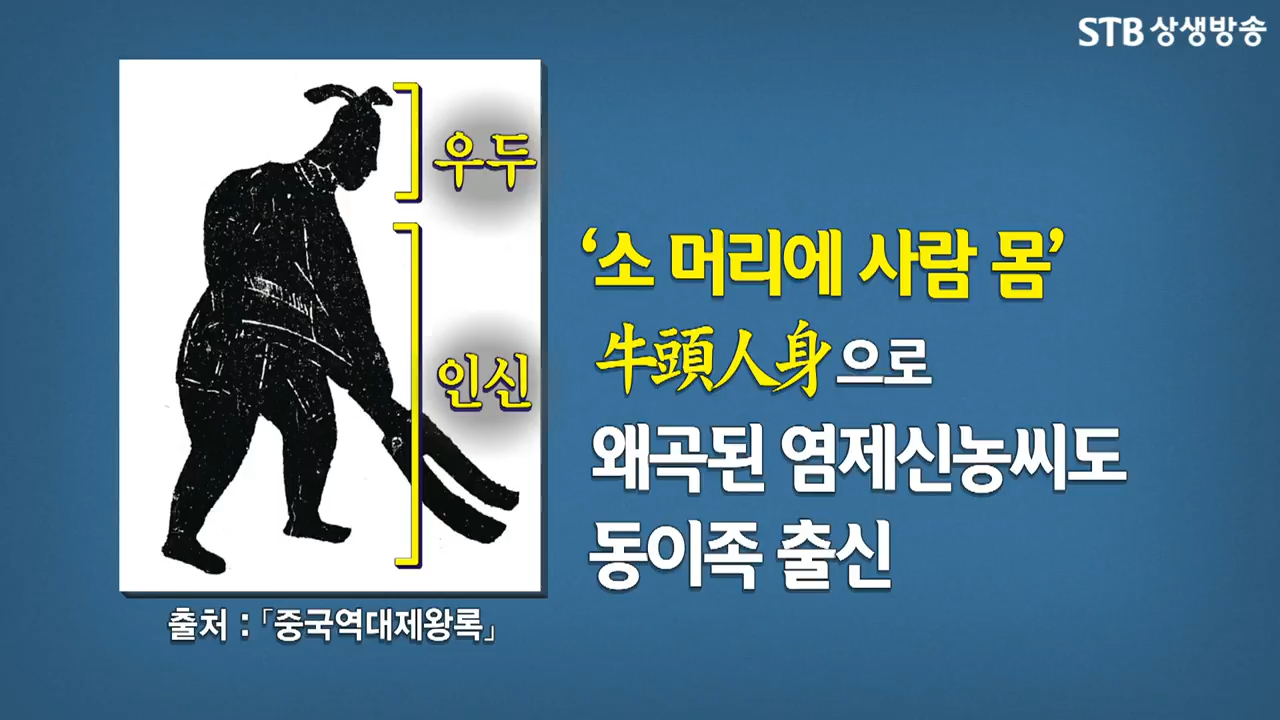 STB 상생방송
우두
인신
‘소 머리에 사람 몸’
牛頭人身으로
왜곡된 염제신농씨도
동이족 출신
출처 : 「중국역대제왕록」